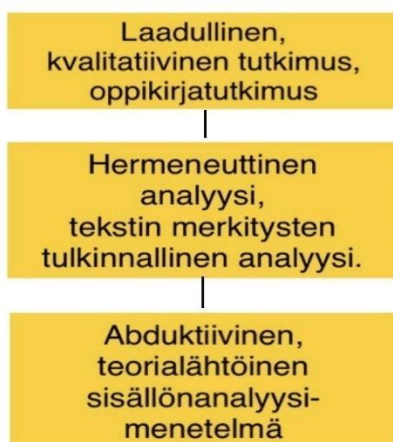 Laadullinen,
kvalitatiivinen tutkimus,
oppikirjatutkimus
Hermeneuttinen
analyysi,
tekstin merkitysten
tulkinnallinen analyysi.
Abduktiivinen,
teorialähtöinen
sisällönanalyysi-
menetelmä